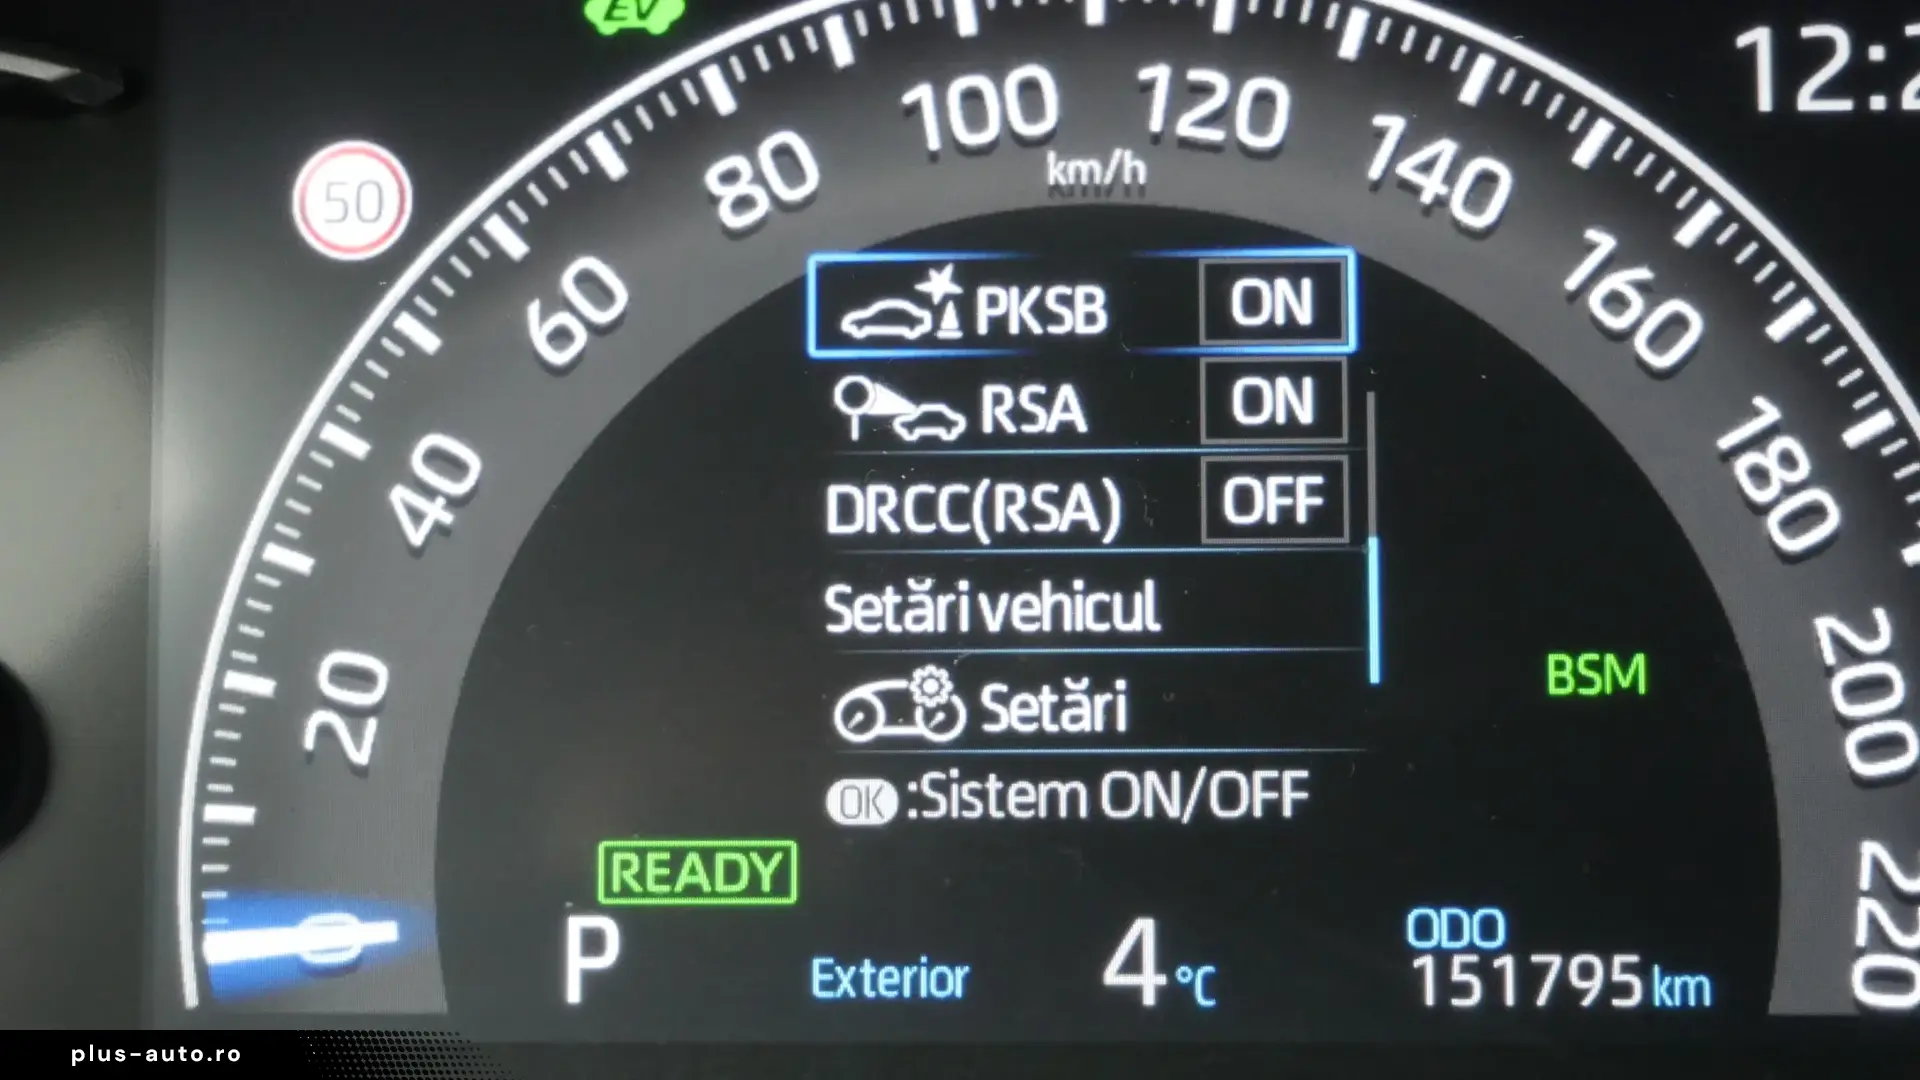 EV
50
20
40
60
80
100
120
140
160
180
200
220
km/h
PKSB ON
RSA ON
DRCC(RSA) OFF
Setări vehicul
Setări
OK :Sistem ON/OFF
BSM
READY
0
P
Exterior 4 °C
ODO
151795 km
plus-auto.ro